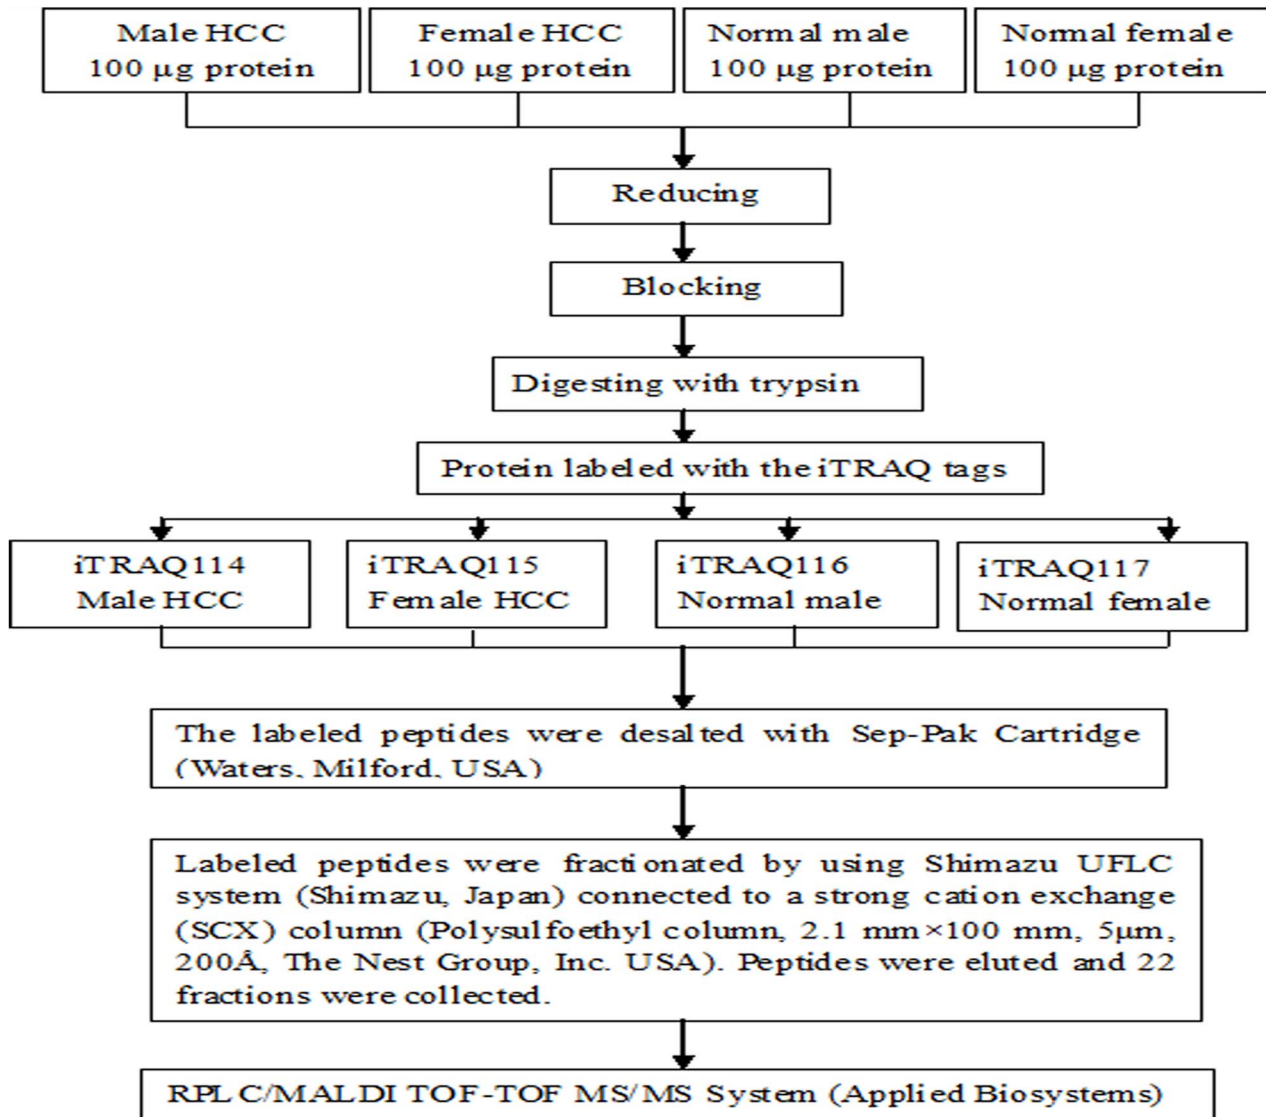 Male HCC
100 µg protein
Female HCC
100 µg protein
Normal male
100 µg protein
Normal female
100 µg protein
Reducing
Blocking
Digesting with trypsin
Protein labeled with the iTRAQ tags
iTRAQ114
Male HCC
iTRAQ115
Female HCC
iTRAQ116
Normal male
iTRAQ117
Normal female
The labeled peptides were desalted with Sep-Pak Cartridge
(Waters, Milford, USA)
Labeled peptides were fractionated by using Shimazu UFLC
system (Shimazu, Japan) connected to a strong cation exchange
(SCX) column (Polysulfoethyl column, 2.1 mm×100 mm, 5µm,
200Å, The Nest Group, Inc. USA). Peptides were eluted and 22
fractions were collected.
RPLC/MALDI TOF-TOF MS/MS System (Applied Biosystems)